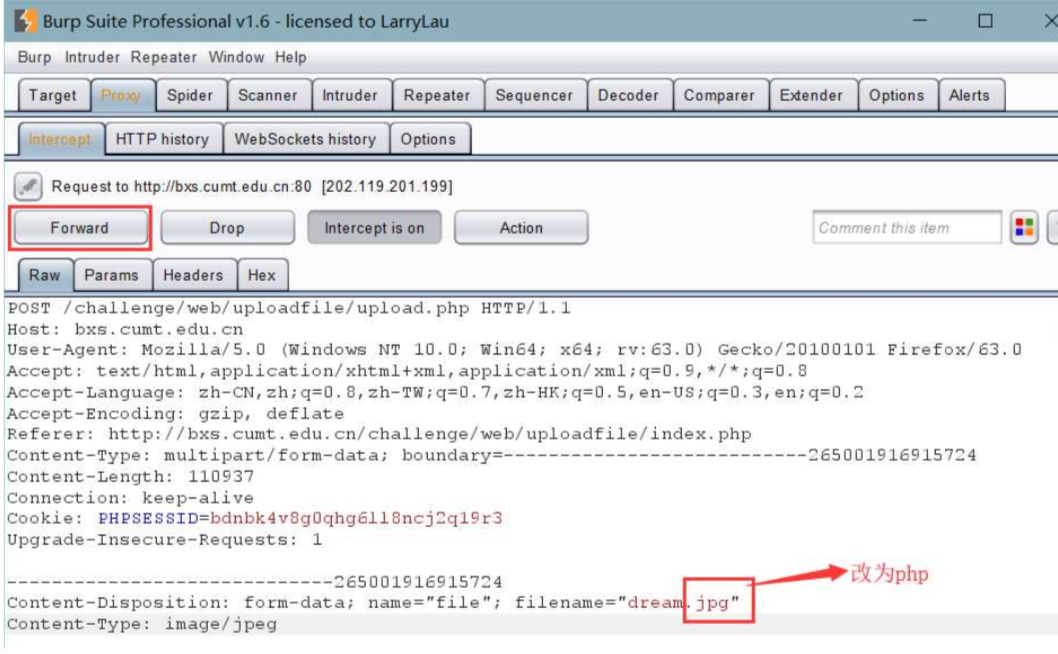 Burp Suite Professional v1.6 - licensed to LarryLau
Burp Intruder Repeater Window Help
Target Proxy Spider Scanner Intruder Repeater Sequencer Decoder Comparer Extender Options Alerts
Intercept HTTP history WebSockets history Options
Request to http://bxs.cumt.edu.cn:80 [202.119.201.199]
Forward Drop Intercept is on Action Comment this item
Raw Params Headers Hex
POST /challenge/web/uploadfile/upload.php HTTP/1.1
Host: bxs.cumt.edu.cn
User-Agent: Mozilla/5.0 (Windows NT 10.0; Win64; x64; rv:63.0) Gecko/20100101 Firefox/63.0
Accept: text/html,application/xhtml+xml,application/xml;q=0.9,*/*;q=0.8
Accept-Language: zh-CN,zh;q=0.8,zh-TW;q=0.7,zh-HK;q=0.5,en-US;q=0.3,en;q=0.2
Accept-Encoding: gzip, deflate
Referer: http://bxs.cumt.edu.cn/challenge/web/uploadfile/index.php
Content-Type: multipart/form-data; boundary=---------------------------265001916915724
Content-Length: 110937
Connection: keep-alive
Cookie: PHPSESSID=bdnbk4v8g0qhg6ll8ncj2q19r3
Upgrade-Insecure-Requests: 1
-----------------------------265001916915724
改为php
Content-Disposition: form-data; name="file"; filename="dream.jpg"
Content-Type: image/jpeg